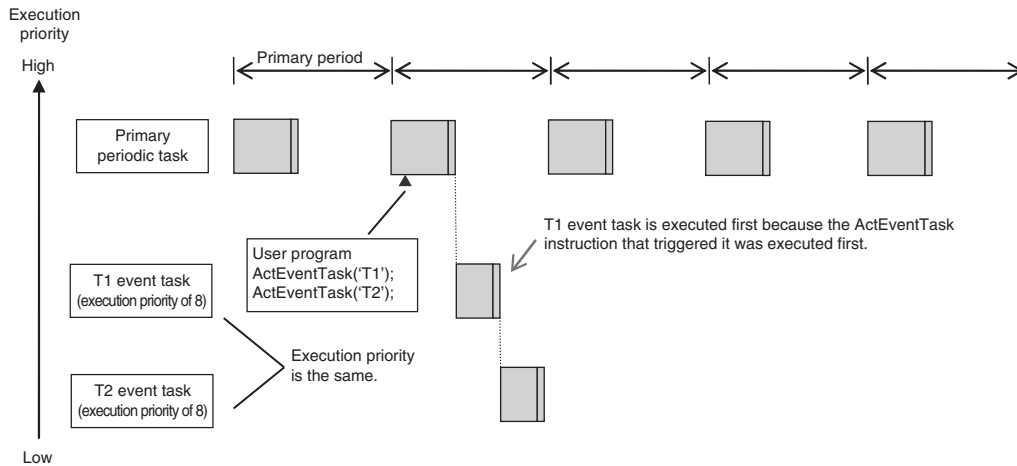 Execution
priority
High
Primary period
Primary
periodic task
User program
ActEventTask('T1');
ActEventTask('T2');
T1 event task is executed first because the ActEventTask
instruction that triggered it was executed first.
T1 event task
(execution priority of 8)
Execution priority
is the same.
T2 event task
(execution priority of 8)
Low